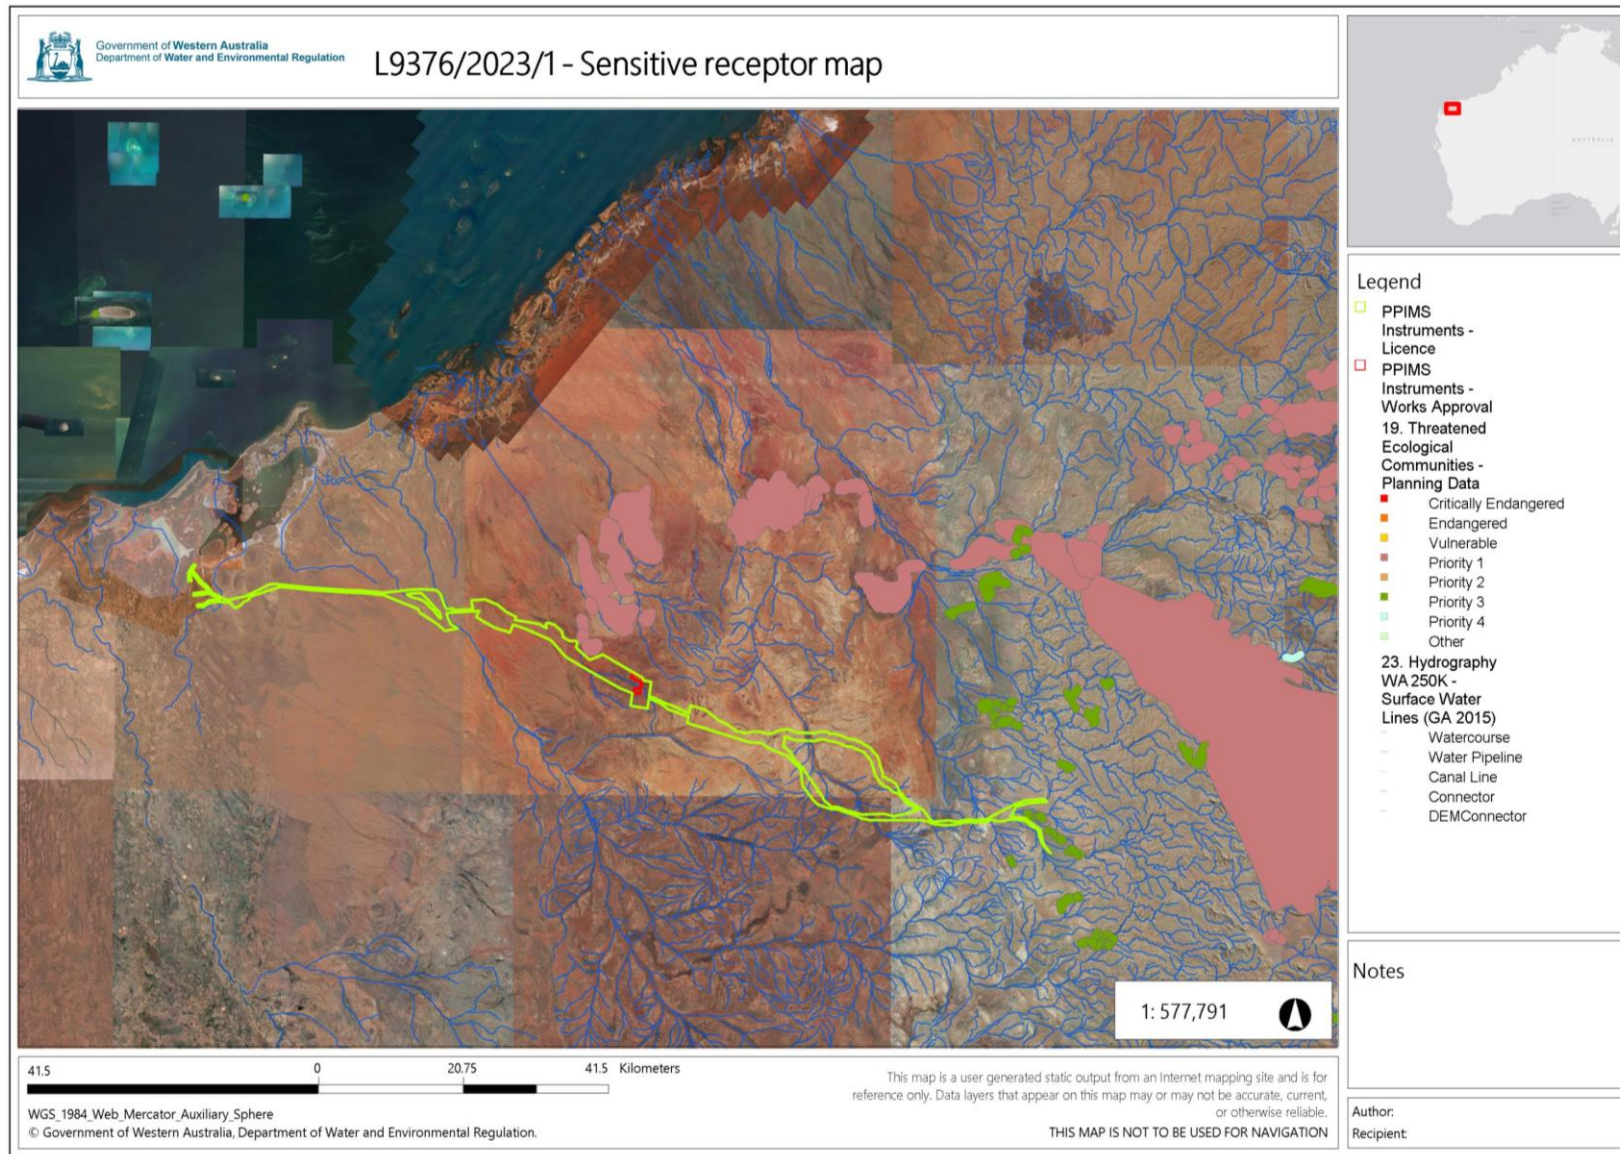 Government of Western Australia
Department of Water and Environmental Regulation
L9376/2023/1 - Sensitive receptor map
Legend
PPIMS
Instruments -
Licence
PPIMS
Instruments -
Works Approval
19. Threatened
Ecological
Communities -
Planning Data
Critically Endangered
Endangered
Vulnerable
Priority 1
Priority 2
Priority 3
Priority 4
Other
23. Hydrography
WA 250K -
Surface Water
Lines (GA 2015)
Watercourse
Water Pipeline
Canal Line
Connector
DEMConnector
1: 577,791
Notes
41.5 0 20.75 41.5 Kilometers
WGS_1984_Web_Mercator_Auxiliary_Sphere
© Government of Western Australia, Department of Water and Environmental Regulation.
This map is a user generated static output from an Internet mapping site and is for
reference only. Data layers that appear on this map may or may not be accurate, current,
or otherwise reliable.
THIS MAP IS NOT TO BE USED FOR NAVIGATION
Author:
Recipient: